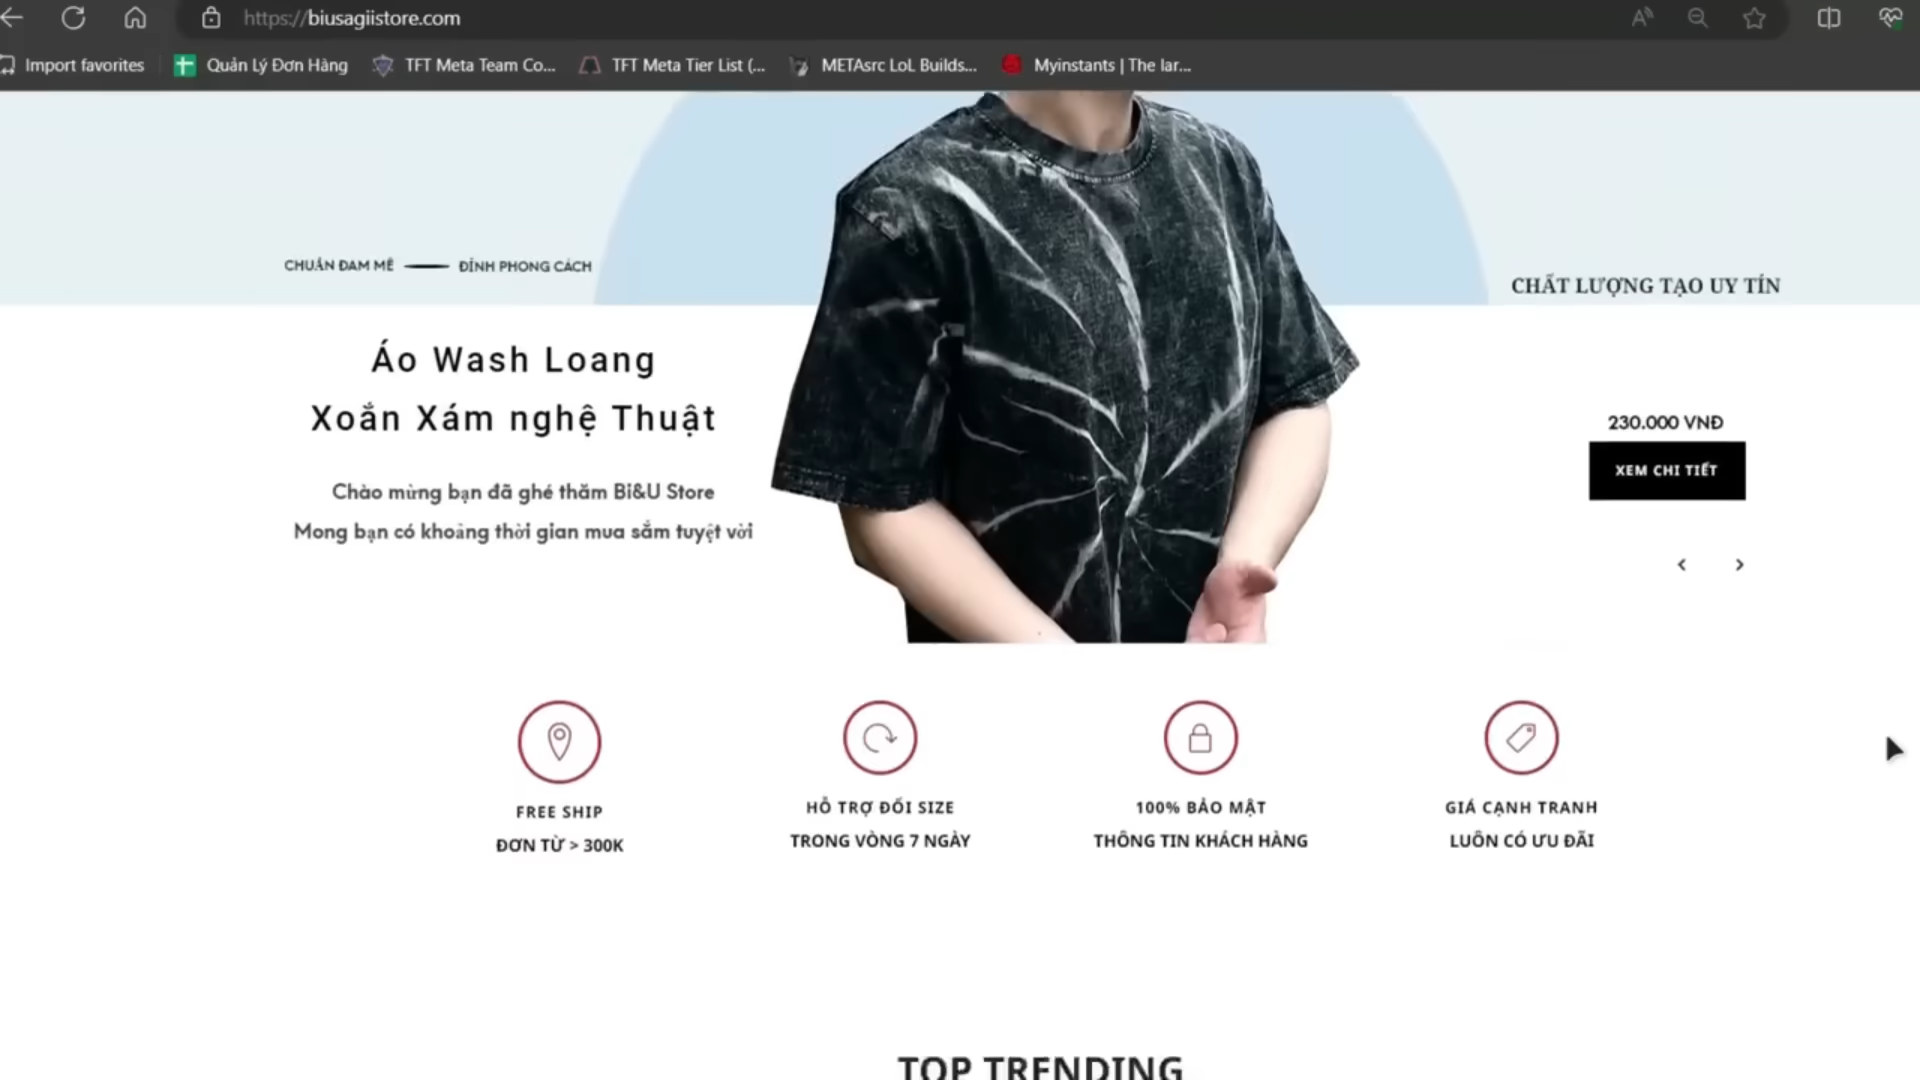 https://biusagiistore.com
Import favorites
Quản Lý Đơn Hàng
TFT Meta Team Co...
TFT Meta Tier List (...
METAsrc LoL Builds...
Myinstants | The lar...
CHUẨN ĐAM MÊ
ĐỈNH PHONG CÁCH
CHẤT LƯỢNG TẠO UY TÍN
Áo Wash Loang
Xoắn Xám nghệ Thuật
Chào mừng bạn đã ghé thăm Bi&U Store
Mong bạn có khoảng thời gian mua sắm tuyệt vời
230.000 VNĐ
XEM CHI TIẾT
FREE SHIP
ĐƠN TỪ > 300K
HỖ TRỢ ĐỔI SIZE
TRONG VÒNG 7 NGÀY
100% BẢO MẬT
THÔNG TIN KHÁCH HÀNG
GIÁ CẠNH TRANH
LUÔN CÓ ƯU ĐÃI
TOP TRENDING